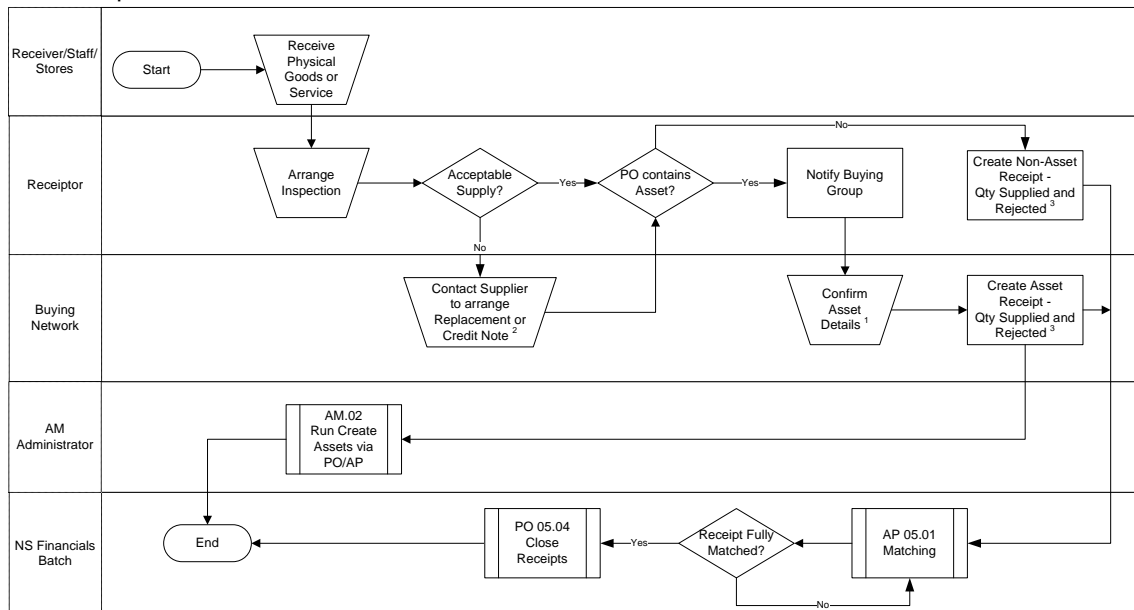 Receiver/Staff/
Stores
Start
Receive
Physical
Goods or
Service
Receiptor
Arrange
Inspection
Acceptable
Supply?
Yes
No
PO contains
Asset?
Yes
No
Notify Buying
Group
Create Non-Asset
Receipt -
Qty Supplied and
Rejected ³
Buying
Network
Contact Supplier
to arrange
Replacement or
Credit Note ²
Confirm
Asset
Details ¹
Create Asset
Receipt -
Qty Supplied and
Rejected ³
AM
Administrator
AM.02
Run Create
Assets via
PO/AP
NS Financials
Batch
End
PO 05.04
Close
Receipts
Yes
Receipt Fully
Matched?
No
AP 05.01
Matching